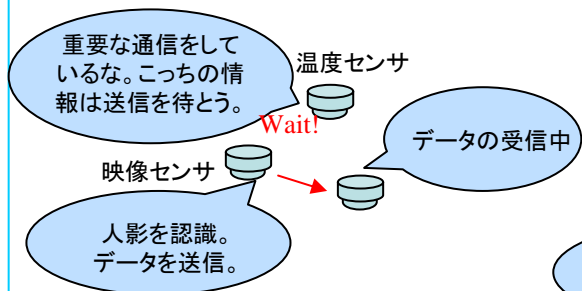 重要な通信をして
いるな。こっちの情
報は送信を待とう。
温度センサ
Wait!
データの受信中
映像センサ
人影を認識。
データを送信。